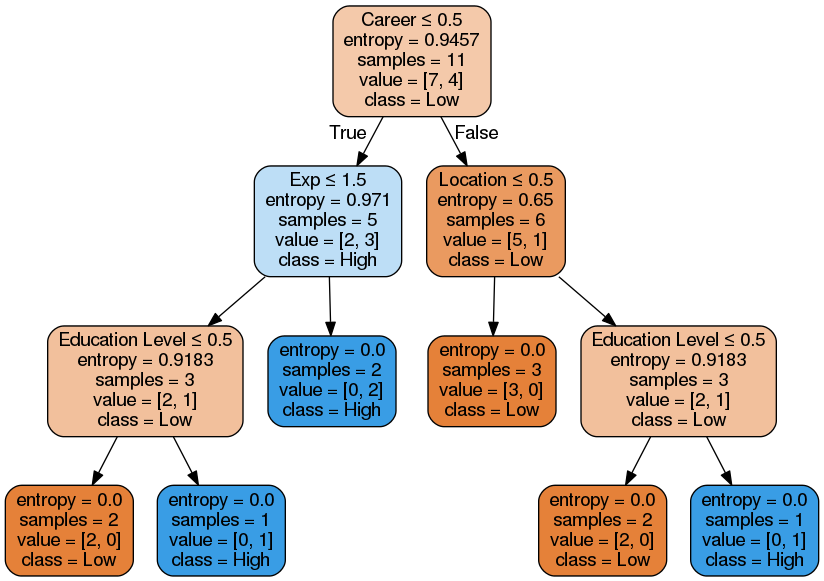 Career ≤ 0.5
entropy = 0.9457
samples = 11
value = [7, 4]
class = Low
True
False
Exp ≤ 1.5
entropy = 0.971
samples = 5
value = [2, 3]
class = High
Location ≤ 0.5
entropy = 0.65
samples = 6
value = [5, 1]
class = Low
Education Level ≤ 0.5
entropy = 0.9183
samples = 3
value = [2, 1]
class = Low
entropy = 0.0
samples = 2
value = [0, 2]
class = High
entropy = 0.0
samples = 3
value = [3, 0]
class = Low
Education Level ≤ 0.5
entropy = 0.9183
samples = 3
value = [2, 1]
class = Low
entropy = 0.0
samples = 2
value = [2, 0]
class = Low
entropy = 0.0
samples = 1
value = [0, 1]
class = High
entropy = 0.0
samples = 2
value = [2, 0]
class = Low
entropy = 0.0
samples = 1
value = [0, 1]
class = High